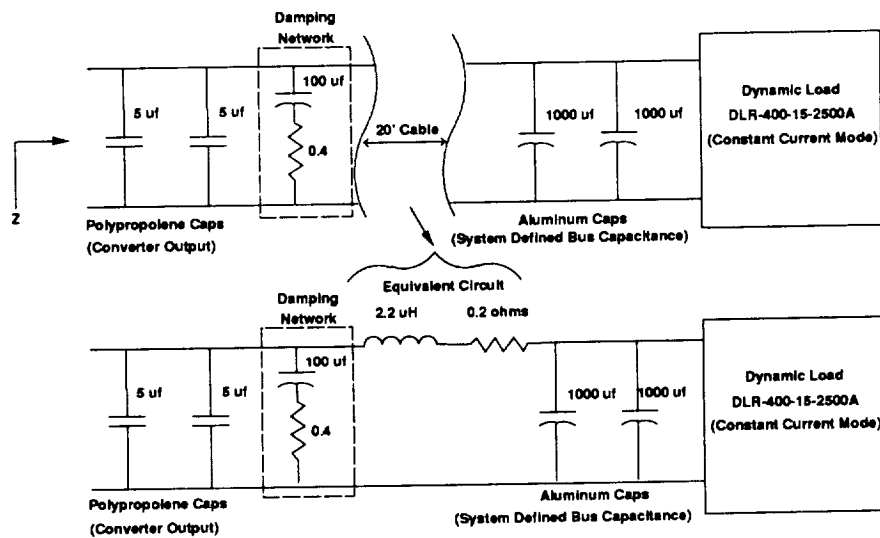 Damping
Network
100 uf
5 uf
5 uf
0.4
20' Cable
1000 uf
1000 uf
Dynamic Load
DLR-400-15-2500A
(Constant Current Mode)
Z
Polypropolene Caps
(Converter Output)
Aluminum Caps
(System Defined Bus Capacitance)
Equivalent Circuit
Damping
Network
2.2 uH
0.2 ohms
100 uf
5 uf
5 uf
0.4
1000 uf
1000 uf
Dynamic Load
DLR-400-15-2500A
(Constant Current Mode)
Polypropolene Caps
(Converter Output)
Aluminum Caps
(System Defined Bus Capacitance)